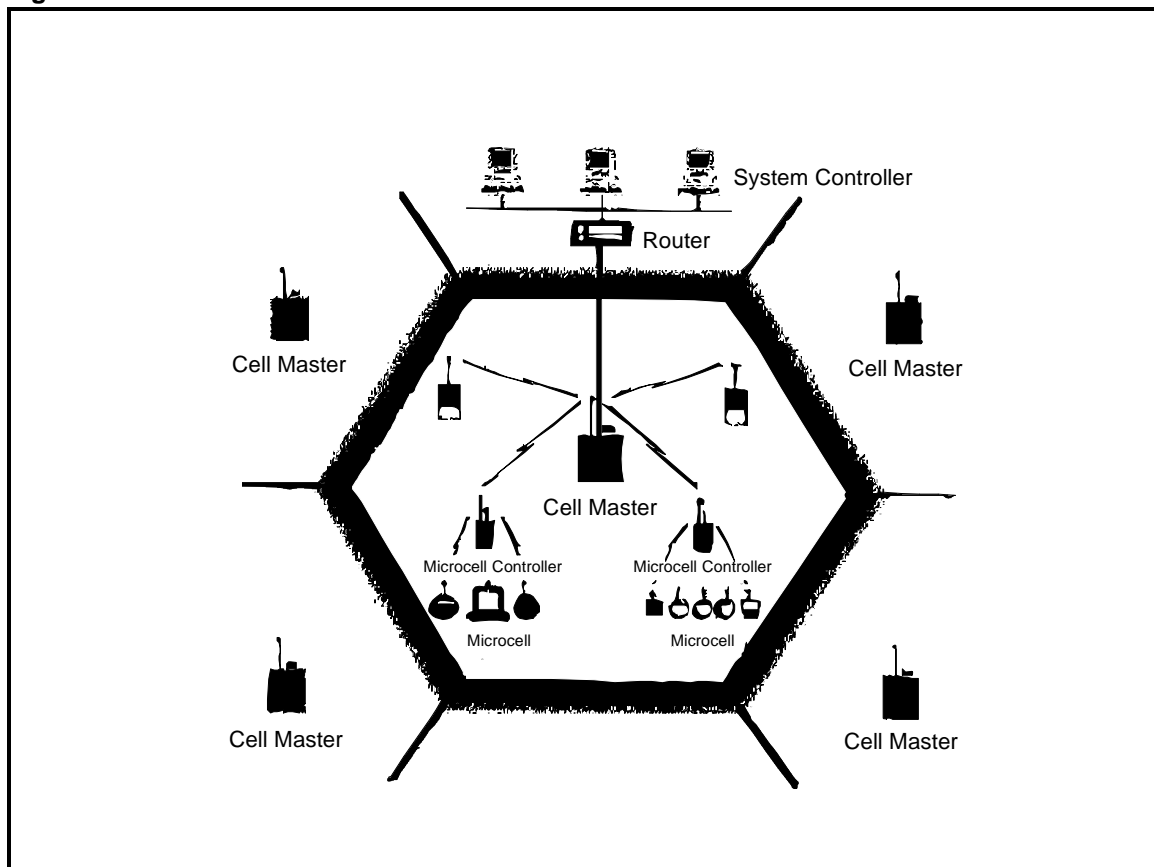 System Controller
Router
Cell Master
Cell Master
Cell Master
Microcell Controller
Microcell Controller
Microcell
Microcell
Cell Master
Cell Master